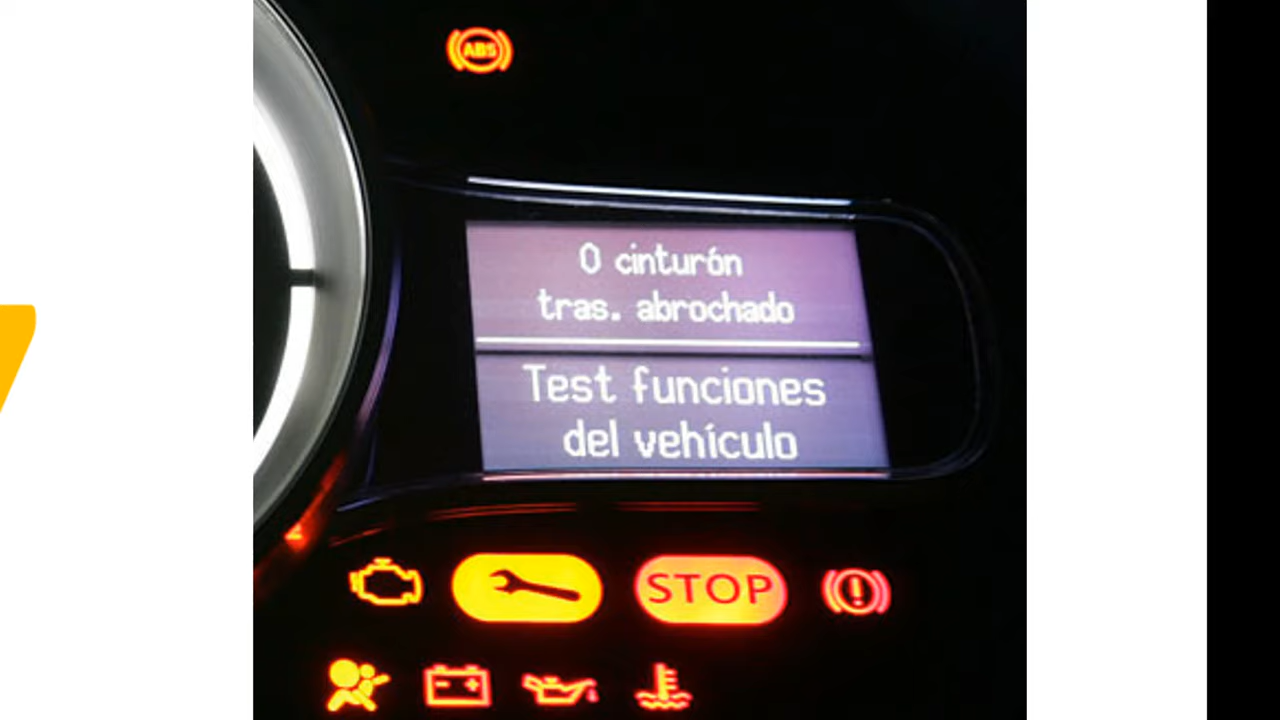 ABS
0 cinturón
tras. abrochado
Test funciones
del vehículo
STOP